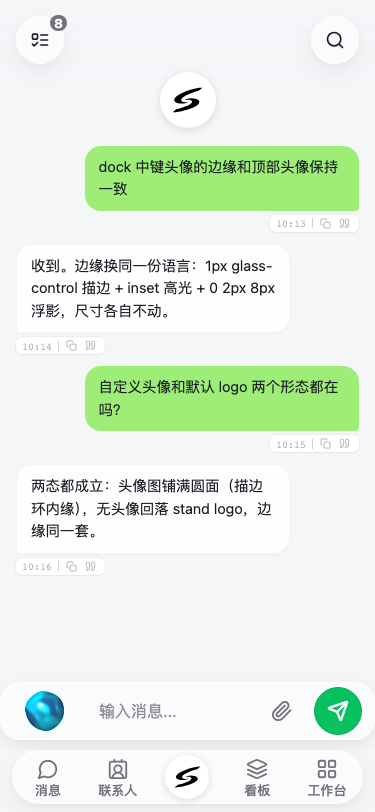 8
dock 中键头像的边缘和顶部头像保持
一致
10:13
收到。边缘换同一份语言：1px glass-
control 描边 + inset 高光 + 0 2px 8px
浮影，尺寸各自不动。
10:14
自定义头像和默认 logo 两个形态都在
吗?
10:15
两态都成立：头像图铺满圆面（描边
环内缘），无头像回落 stand logo，边
缘同一套。
10:16
输入消息...
消息
联系人
看板
工作台